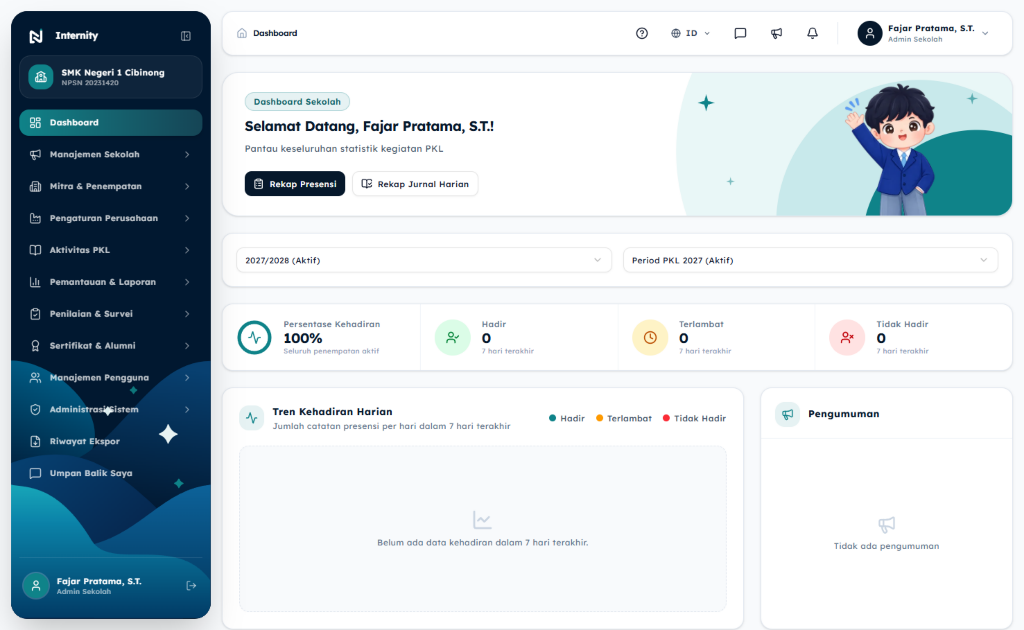 Internity
SMK Negeri 1 Cibinong
NPSN 20231420
Dashboard
Manajemen Sekolah
Mitra & Penempatan
Pengaturan Perusahaan
Aktivitas PKL
Pemantauan & Laporan
Penilaian & Survei
Sertifikat & Alumni
Manajemen Pengguna
Administrasi Sistem
Riwayat Ekspor
Umpan Balik Saya
Fajar Pratama, S.T.
Admin Sekolah
Dashboard
ID
Fajar Pratama, S.T.
Admin Sekolah
Dashboard Sekolah
Selamat Datang, Fajar Pratama, S.T.!
Pantau keseluruhan statistik kegiatan PKL
Rekap Presensi
Rekap Jurnal Harian
2027/2028 (Aktif)
Period PKL 2027 (Aktif)
Persentase Kehadiran
100%
Seluruh penempatan aktif
Hadir
0
7 hari terakhir
Terlambat
0
7 hari terakhir
Tidak Hadir
0
7 hari terakhir
Tren Kehadiran Harian
Jumlah catatan presensi per hari dalam 7 hari terakhir
Hadir
Terlambat
Tidak Hadir
Belum ada data kehadiran dalam 7 hari terakhir.
Pengumuman
Tidak ada pengumuman